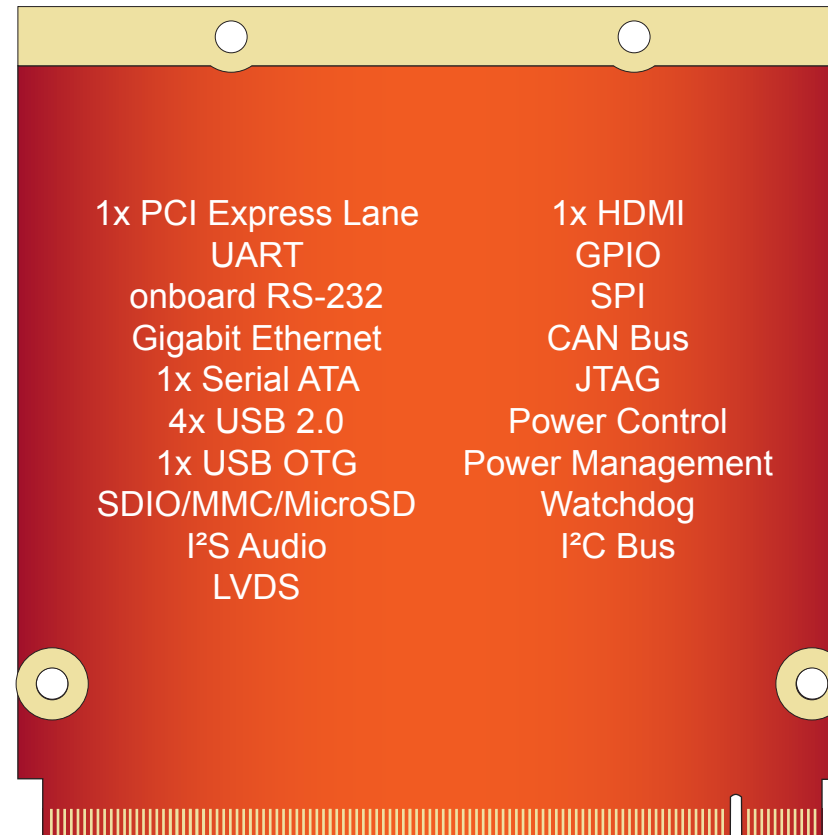 1x PCI Express Lane
UART
onboard RS-232
Gigabit Ethernet
1x Serial ATA
4x USB 2.0
1x USB OTG
SDIO/MMC/MicroSD
I²S Audio
LVDS
1x HDMI
GPIO
SPI
CAN Bus
JTAG
Power Control
Power Management
Watchdog
I²C Bus